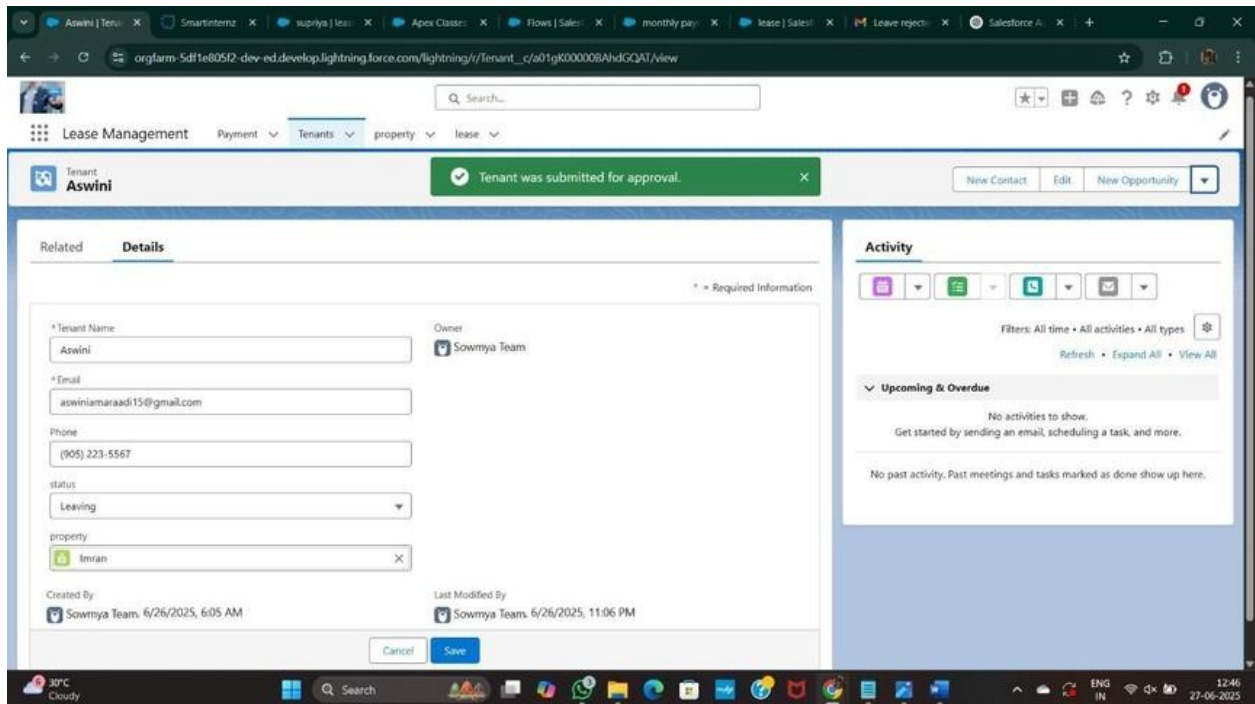 Aswini | Tena
Smartinternz
supriya | leas
Apex Classes
Flows | Sales
monthly pay
lease | Salesf
Leave rejecti
Salesforce A
orgfarm-5df1e805f2-dev-ed.develop.lightning.force.com/lightning/r/Tenant__c/a01gK00000BAhdGQAT/view
Search...
Lease Management
Payment
Tenants
property
lease
Tenant
Aswini
Tenant was submitted for approval.
New Contact
Edit
New Opportunity
Related
Details
* = Required Information
*Tenant Name
Aswini
Owner
Sowmya Team
*Email
aswiniamaraadi15@gmail.com
Phone
(905) 223-5567
status
Leaving
property
Imran
Created By
Sowmya Team, 6/26/2025, 6:05 AM
Last Modified By
Sowmya Team, 6/26/2025, 11:06 PM
Cancel
Save
Activity
Filters: All time • All activities • All types
Refresh • Expand All • View All
Upcoming & Overdue
No activities to show.
Get started by sending an email, scheduling a task, and more.
No past activity. Past meetings and tasks marked as done show up here.
30°C
Cloudy
Search
ENG
IN
12:46
27-06-2025